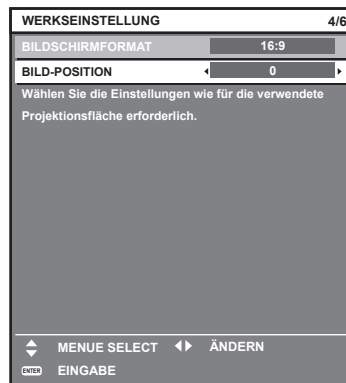 WERKSEINSTELLUNG 4/6
BILDSCHIRMFORMAT 16:9
BILD-POSITION 0
Wählen Sie die Einstellungen wie für die verwendete
Projektionsfläche erforderlich.
MENUE SELECT ÄNDERN
ENTER EINGABE